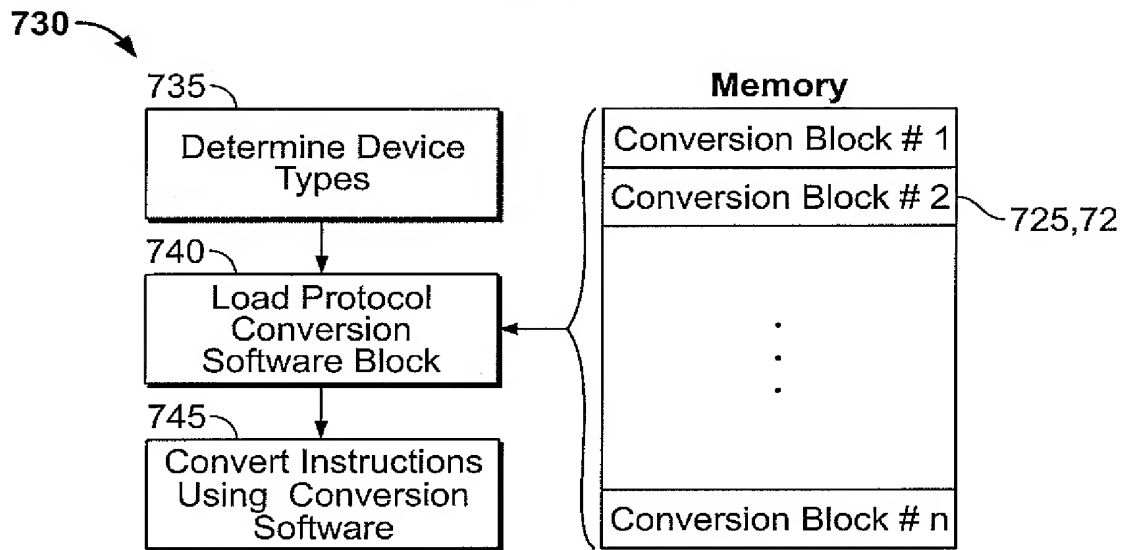 730
735
Determine Device
Types
740
Load Protocol
Conversion
Software Block
745
Convert Instructions
Using Conversion
Software
Memory
Conversion Block # 1
Conversion Block # 2
725,72
Conversion Block # n